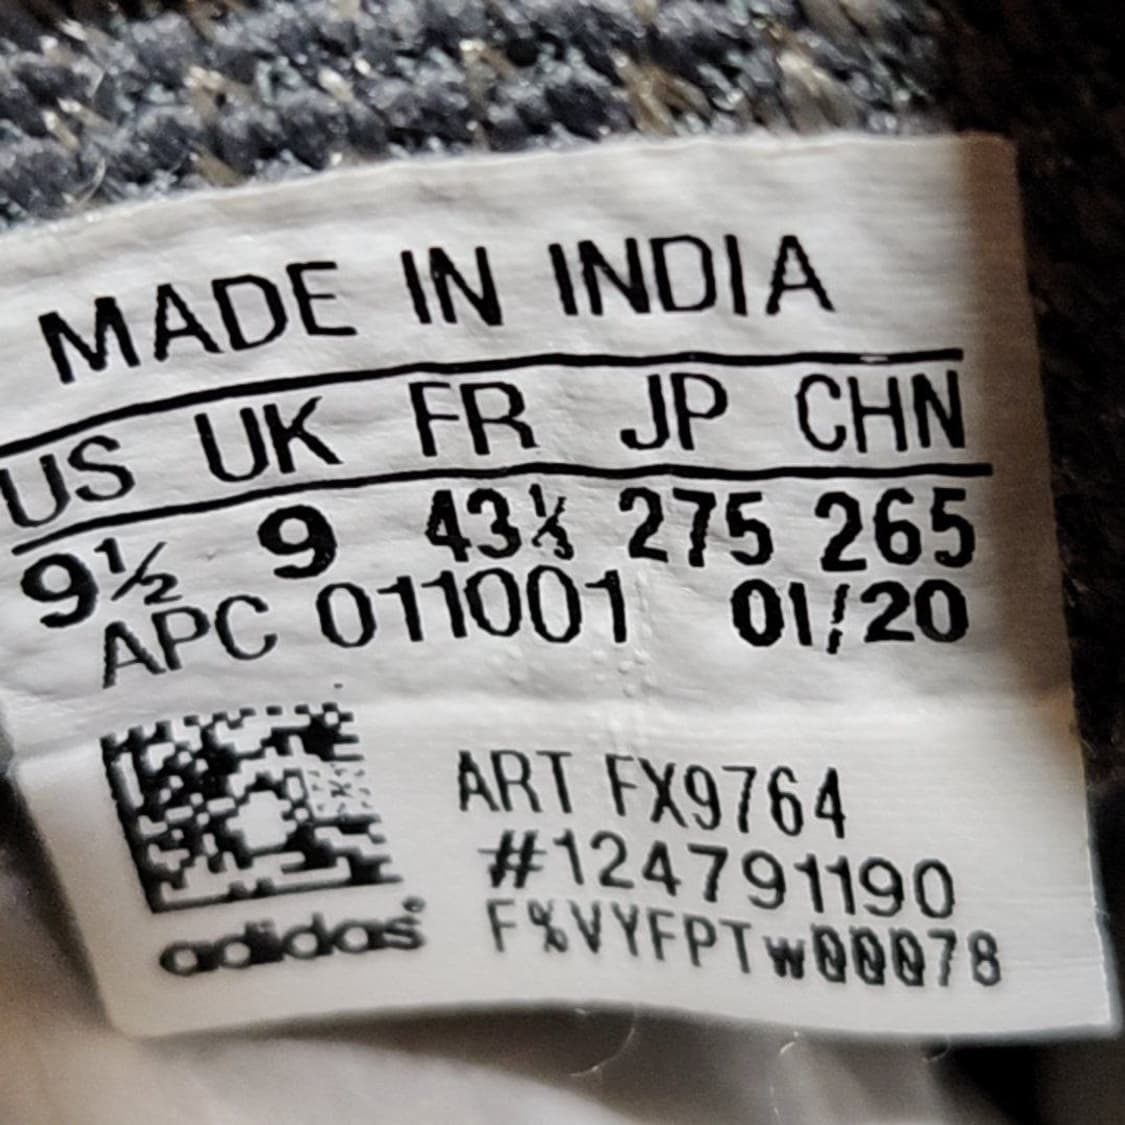 MADE IN INDIA
US UK FR JP CHN
9½ 9 43⅓ 275 265
APC 011001 01/20
ART FX9764
#124791190
F%VYFPTw00078
adidas